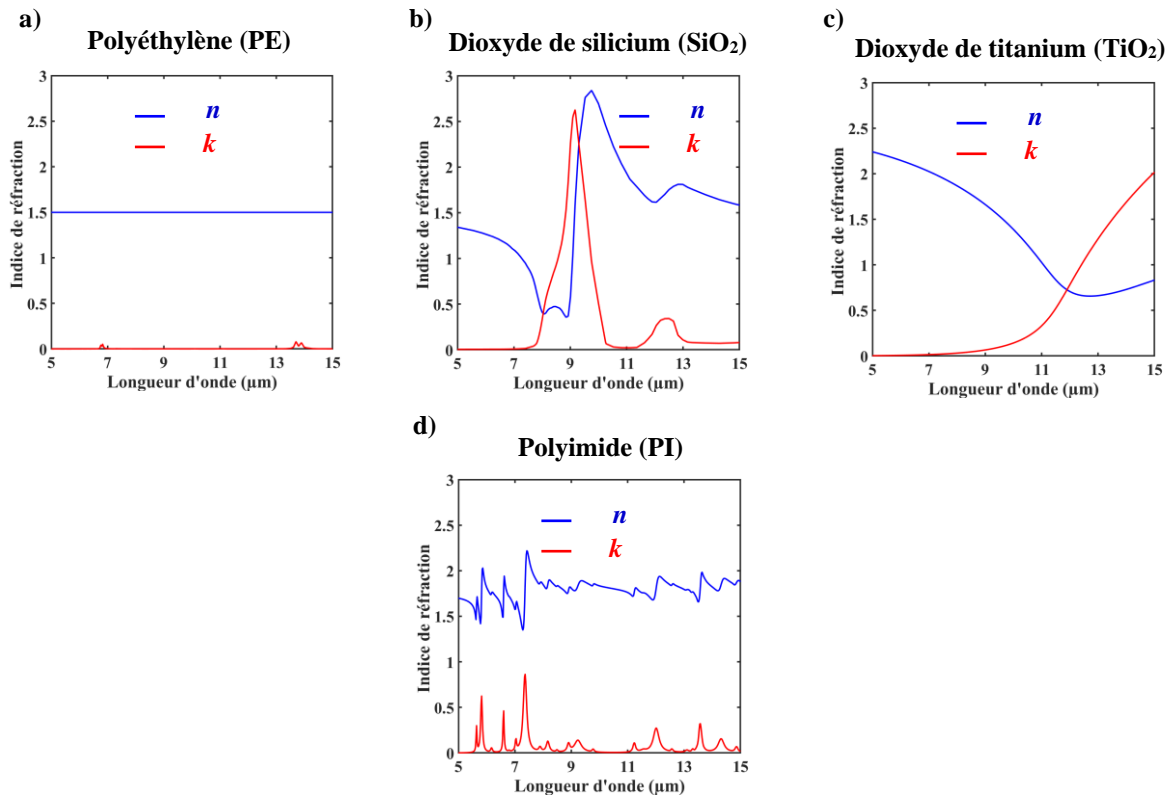 a)
Polyéthylène (PE)
3
2.5
2
1.5
1
0.5
0
5
7
9
11
13
15
n
k
Indice de réfraction
Longueur d'onde (µm)
b)
Dioxyde de silicium (SiO₂)
3
2.5
2
1.5
1
0.5
0
5
7
9
11
13
15
n
k
Indice de réfraction
Longueur d'onde (µm)
c)
Dioxyde de titanium (TiO₂)
3
2.5
2
1.5
1
0.5
0
5
7
9
11
13
15
n
k
Indice de réfraction
Longueur d'onde (µm)
d)
Polyimide (PI)
3
2.5
2
1.5
1
0.5
0
5
7
9
11
13
15
n
k
Indice de réfraction
Longueur d'onde (µm)